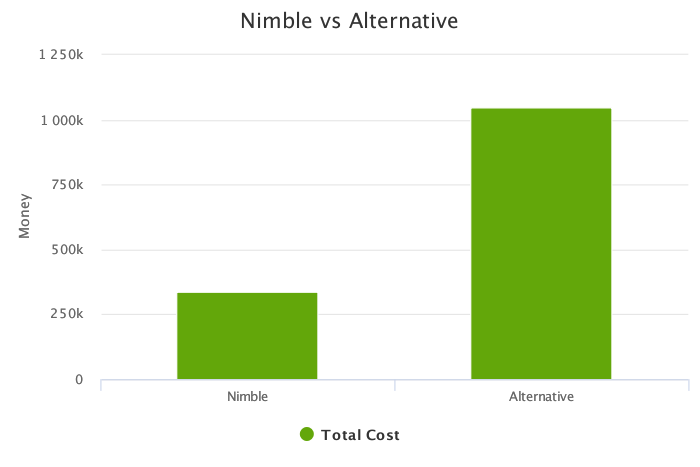 Nimble vs Alternative
1 250k
1 000k
750k
500k
250k
0
Money
Nimble
Alternative
Total Cost